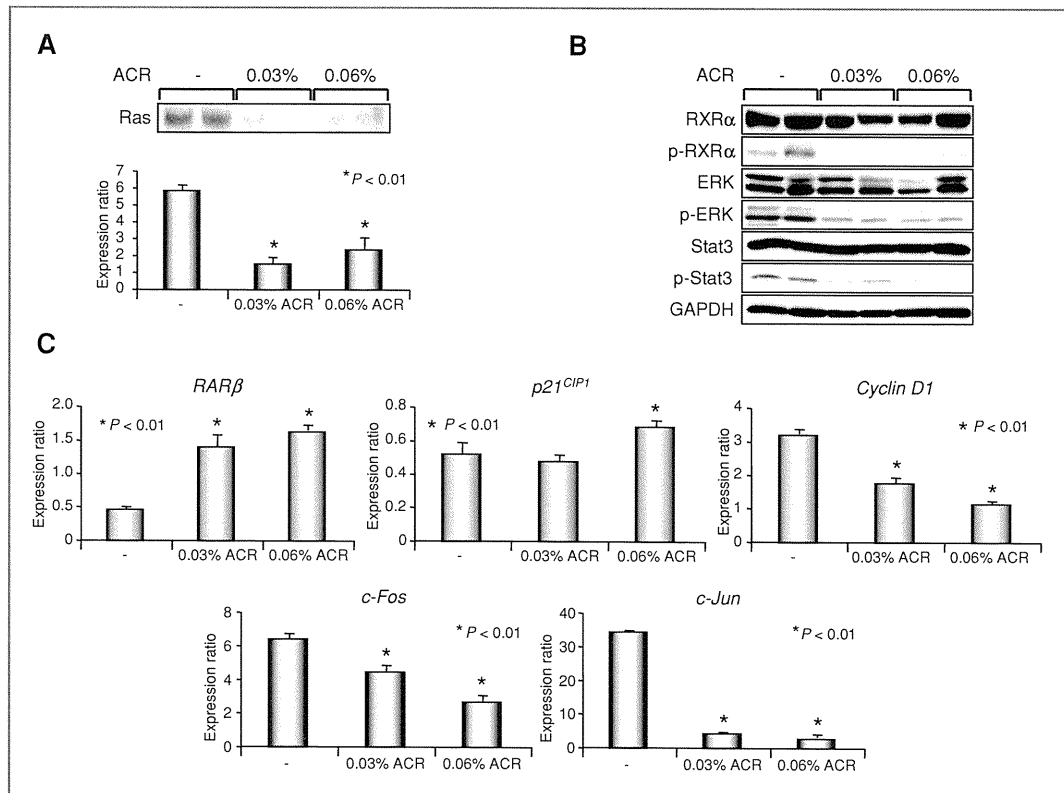 A
ACR - 0.03% 0.06%
Ras
Expression ratio
7
6
5
4
3
2
1
0
* P < 0.01
*
*
- 0.03% ACR 0.06% ACR
B
ACR - 0.03% 0.06%
RXRα
p-RXRα
ERK
p-ERK
Stat3
p-Stat3
GAPDH
C
RARβ
Expression ratio
2.0
1.5
1.0
0.5
0
* P < 0.01
*
*
- 0.03% ACR 0.06% ACR
p21CIP1
Expression ratio
0.8
0.6
0.4
0.2
0
* P < 0.01
*
- 0.03% ACR 0.06% ACR
Cyclin D1
Expression ratio
4
3
2
1
0
* P < 0.01
*
*
- 0.03% ACR 0.06% ACR
c-Fos
Expression ratio
8
6
4
2
0
* P < 0.01
*
*
- 0.03% ACR 0.06% ACR
c-Jun
Expression ratio
40
30
20
10
0
* P < 0.01
*
*
- 0.03% ACR 0.06% ACR